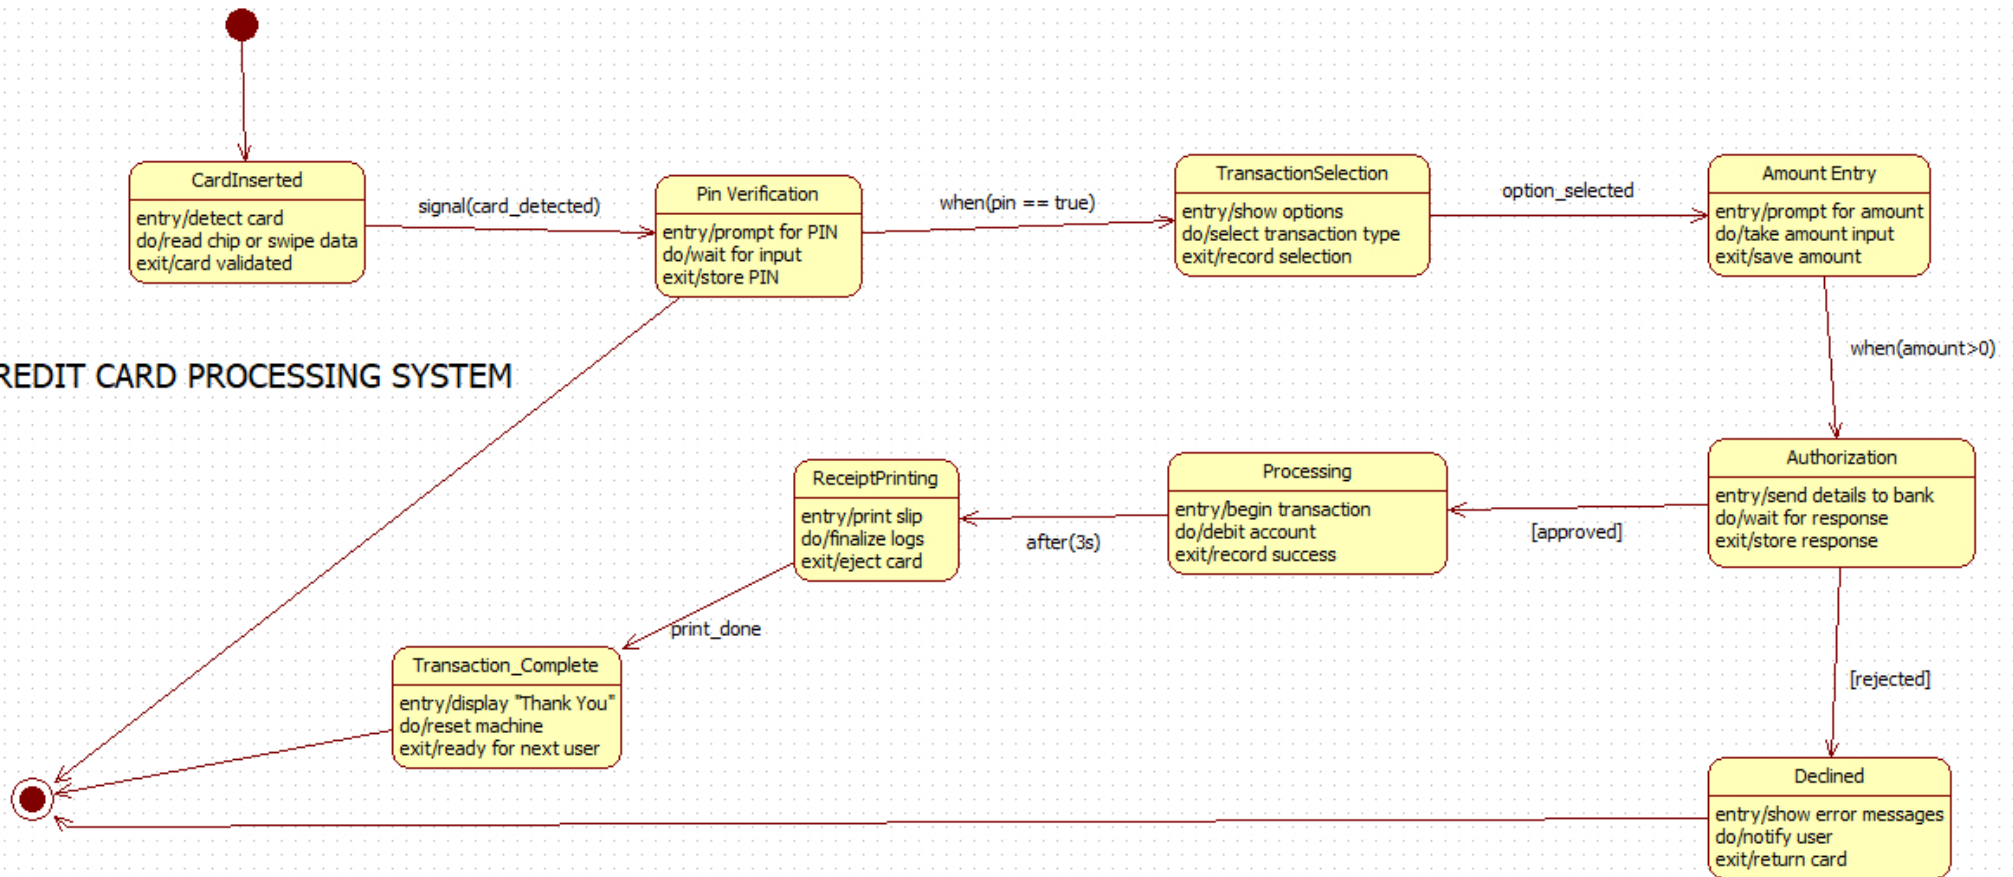 CardInserted
entry/detect card
do/read chip or swipe data
exit/card validated
signal(card_detected)
Pin Verification
entry/prompt for PIN
do/wait for input
exit/store PIN
when(pin == true)
TransactionSelection
entry/show options
do/select transaction type
exit/record selection
option_selected
Amount Entry
entry/prompt for amount
do/take amount input
exit/save amount
when(amount>0)
REDIT CARD PROCESSING SYSTEM
Authorization
entry/send details to bank
do/wait for response
exit/store response
[approved]
Processing
entry/begin transaction
do/debit account
exit/record success
after(3s)
ReceiptPrinting
entry/print slip
do/finalize logs
exit/eject card
print_done
Transaction_Complete
entry/display "Thank You"
do/reset machine
exit/ready for next user
[rejected]
Declined
entry/show error messages
do/notify user
exit/return card